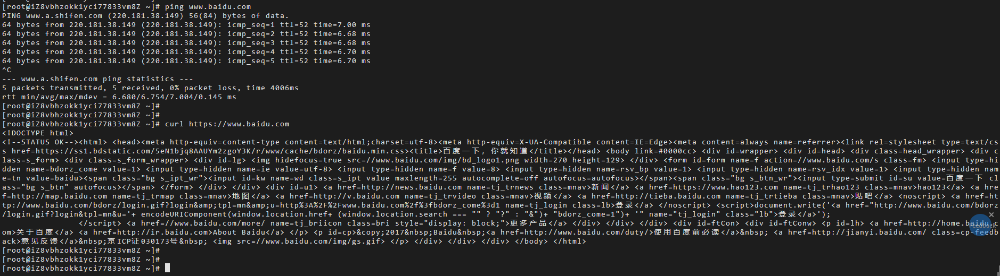 [root@iZ8vbhzokk1yci77833vm8Z ~]# ping www.baidu.com
PING www.a.shifen.com (220.181.38.149) 56(84) bytes of data.
64 bytes from 220.181.38.149 (220.181.38.149): icmp_seq=1 ttl=52 time=7.00 ms
64 bytes from 220.181.38.149 (220.181.38.149): icmp_seq=2 ttl=52 time=6.68 ms
64 bytes from 220.181.38.149 (220.181.38.149): icmp_seq=3 ttl=52 time=6.68 ms
64 bytes from 220.181.38.149 (220.181.38.149): icmp_seq=4 ttl=52 time=6.70 ms
64 bytes from 220.181.38.149 (220.181.38.149): icmp_seq=5 ttl=52 time=6.70 ms
^C
--- www.a.shifen.com ping statistics ---
5 packets transmitted, 5 received, 0% packet loss, time 4006ms
rtt min/avg/max/mdev = 6.680/6.754/7.004/0.145 ms
[root@iZ8vbhzokk1yci77833vm8Z ~]#
[root@iZ8vbhzokk1yci77833vm8Z ~]#
[root@iZ8vbhzokk1yci77833vm8Z ~]# curl https://www.baidu.com
<!DOCTYPE html>
<!--STATUS OK--><html> <head><meta http-equiv=content-type content=text/html;charset=utf-8><meta http-equiv=X-UA-Compatible content=IE=Edge><meta content=always name=referrer><link rel=stylesheet type=text/cs
s href=https://ss1.bdstatic.com/5eN1bjq8AAUYm2zgoY3K/r/www/cache/bdorz/baidu.min.css><title>百度一下，你就知道</title></head> <body link=#0000cc> <div id=wrapper> <div id=head> <div class=head_wrapper> <div c
lass=s_form> <div class=s_form_wrapper> <div id=lg> <img hidefocus=true src=//www.baidu.com/img/bd_logo1.png width=270 height=129> </div> <form id=form name=f action=//www.baidu.com/s class=fm> <input type=hi
dden name=bdorz_come value=1> <input type=hidden name=ie value=utf-8> <input type=hidden name=f value=8> <input type=hidden name=rsv_bp value=1> <input type=hidden name=rsv_idx value=1> <input type=hidden nam
e=tn value=baidu><span class="bg s_ipt_wr"><input id=kw name=wd class=s_ipt value maxlength=255 autocomplete=off autofocus=autofocus></span><span class="bg s_btn_wr"><input type=submit id=su value=百度一下 cl
ass="bg s_btn" autofocus></span> </form> </div> </div> <div id=u1> <a href=http://news.baidu.com name=tj_trnews class=mnav>新闻</a> <a href=https://www.hao123.com name=tj_trhao123 class=mnav>hao123</a> <a hre
f=http://map.baidu.com name=tj_trmap class=mnav>地图</a> <a href=http://v.baidu.com name=tj_trvideo class=mnav>视频</a> <a href=http://tieba.baidu.com name=tj_trtieba class=mnav>贴吧</a> <noscript> <a href=ht
tp://www.baidu.com/bdorz/login.gif?login&amp;tpl=mn&amp;u=http%3A%2F%2Fwww.baidu.com%2f%3fbdorz_come%3d1 name=tj_login class=lb>登录</a> </noscript> <script>document.write('<a href="http://www.baidu.com/bdorz
/login.gif?login&tpl=mn&u='+ encodeURIComponent(window.location.href+ (window.location.search === "" ? "?" : "&")+ "bdorz_come=1")+ '" name="tj_login" class="lb">登录</a>');
</script> <a href=//www.baidu.com/more/ name=tj_briicon class=bri style="display: block;">更多产品</a> </div> </div> </div> <div id=ftCon> <div id=ftConw> <p id=lh> <a href=http://home.baidu.c
om>关于百度</a> <a href=http://ir.baidu.com>About Baidu</a> </p> <p id=cp>&copy;2017&nbsp;Baidu&nbsp;<a href=http://www.baidu.com/duty/>使用百度前必读</a>&nbsp; <a href=http://jianyi.baidu.com/ class=cp-feedb
ack>意见反馈</a>&nbsp;京ICP证030173号&nbsp; <img src=//www.baidu.com/img/gs.gif> </p> </div> </div> </div> </body> </html>
[root@iZ8vbhzokk1yci77833vm8Z ~]#
[root@iZ8vbhzokk1yci77833vm8Z ~]#
[root@iZ8vbhzokk1yci77833vm8Z ~]#
Feedback